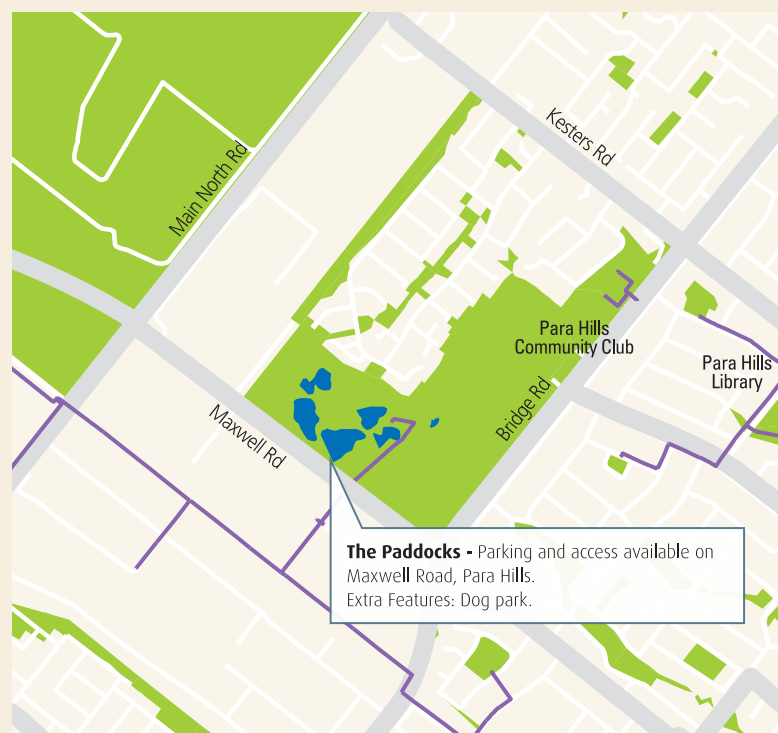 Kesters Rd
Main North Rd
Para Hills
Community Club
Para Hills
Library
Bridge Rd
Maxwell Rd
The Paddocks - Parking and access available on
Maxwell Road, Para Hills.
Extra Features: Dog park.